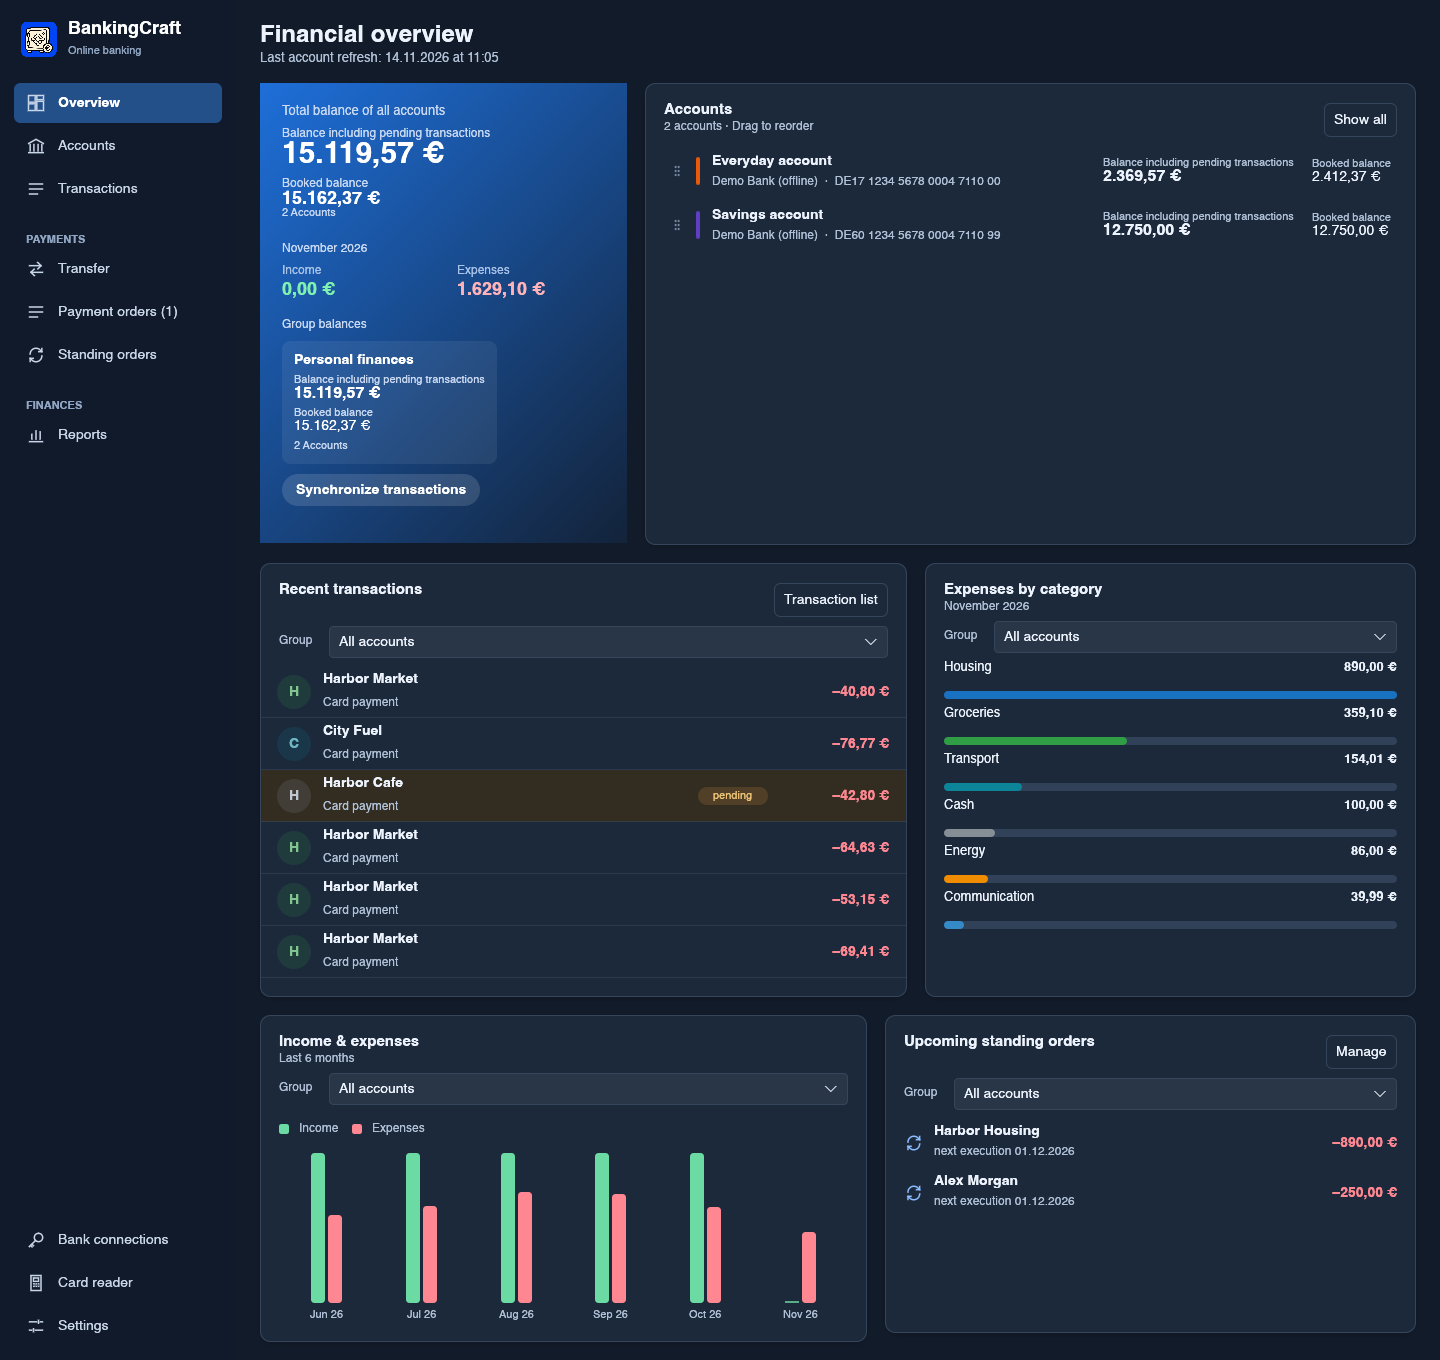 BankingCraft
Online banking
Overview
Accounts
Transactions
PAYMENTS
Transfer
Payment orders (1)
Standing orders
FINANCES
Reports
Bank connections
Card reader
Settings
Financial overview
Last account refresh: 14.11.2026 at 11:05
Total balance of all accounts
Balance including pending transactions
15.119,57 €
Booked balance
15.162,37 €
2 Accounts
November 2026
Income Expenses
0,00 € 1.629,10 €
Group balances
Personal finances
Balance including pending transactions
15.119,57 €
Booked balance
15.162,37 €
2 Accounts
Synchronize transactions
Accounts
2 accounts · Drag to reorder
Show all
Everyday account
Demo Bank (offline) · DE17 1234 5678 0004 7110 00
Balance including pending transactions
2.369,57 €
Booked balance
2.412,37 €
Savings account
Demo Bank (offline) · DE60 1234 5678 0004 7110 99
Balance including pending transactions
12.750,00 €
Booked balance
12.750,00 €
Recent transactions
Transaction list
Group All accounts
H Harbor Market
Card payment
–40,80 €
C City Fuel
Card payment
–76,77 €
H Harbor Cafe
Card payment
pending
–42,80 €
H Harbor Market
Card payment
–64,63 €
H Harbor Market
Card payment
–53,15 €
H Harbor Market
Card payment
–69,41 €
Expenses by category
November 2026
Group All accounts
Housing 890,00 €
Groceries 359,10 €
Transport 154,01 €
Cash 100,00 €
Energy 86,00 €
Communication 39,99 €
Income & expenses
Last 6 months
Group All accounts
Income Expenses
Jun 26 Jul 26 Aug 26 Sep 26 Oct 26 Nov 26
Upcoming standing orders
Manage
Group All accounts
Harbor Housing
next execution 01.12.2026
–890,00 €
Alex Morgan
next execution 01.12.2026
–250,00 €